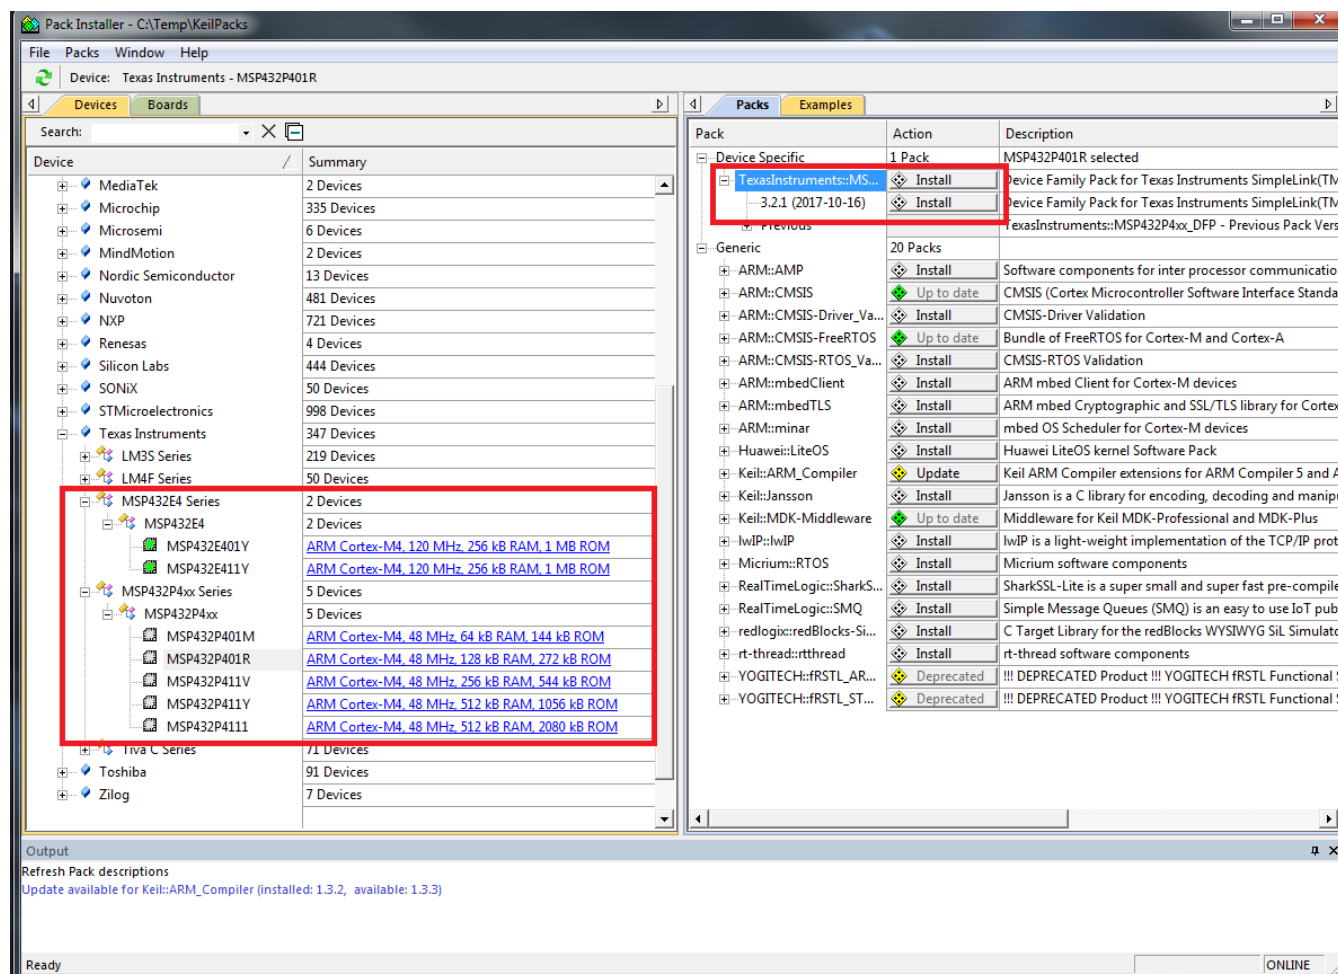 Pack Installer - C:\Temp\KeilPacks
File Packs Window Help
Device: Texas Instruments - MSP432P401R
Devices Boards
Search:
Device Summary
MediaTek 2 Devices
Microchip 335 Devices
Microsemi 6 Devices
MindMotion 2 Devices
Nordic Semiconductor 13 Devices
Nuvoton 481 Devices
NXP 721 Devices
Renesas 4 Devices
Silicon Labs 444 Devices
SONiX 50 Devices
STMicroelectronics 998 Devices
Texas Instruments 347 Devices
LM3S Series 219 Devices
LM4F Series 50 Devices
MSP432E4 Series 2 Devices
MSP432E4 2 Devices
MSP432E401Y ARM Cortex-M4, 120 MHz, 256 kB RAM, 1 MB ROM
MSP432E411Y ARM Cortex-M4, 120 MHz, 256 kB RAM, 1 MB ROM
MSP432P4xx Series 5 Devices
MSP432P4xx 5 Devices
MSP432P401M ARM Cortex-M4, 48 MHz, 64 kB RAM, 144 kB ROM
MSP432P401R ARM Cortex-M4, 48 MHz, 128 kB RAM, 272 kB ROM
MSP432P411V ARM Cortex-M4, 48 MHz, 256 kB RAM, 544 kB ROM
MSP432P411Y ARM Cortex-M4, 48 MHz, 512 kB RAM, 1056 kB ROM
MSP432P4111 ARM Cortex-M4, 48 MHz, 512 kB RAM, 2080 kB ROM
Tiva C Series 71 Devices
Toshiba 91 Devices
Zilog 7 Devices
Packs Examples
Pack Action Description
Device Specific 1 Pack MSP432P401R selected
TexasInstruments::MS... Install Device Family Pack for Texas Instruments SimpleLink(TM
3.2.1 (2017-10-16) Install Device Family Pack for Texas Instruments SimpleLink(TM
Previous TexasInstruments::MSP432P4xx_DFP - Previous Pack Vers
Generic 20 Packs
ARM::AMP Install Software components for inter processor communicatio
ARM::CMSIS Up to date CMSIS (Cortex Microcontroller Software Interface Standa
ARM::CMSIS-Driver_Va... Install CMSIS-Driver Validation
ARM::CMSIS-FreeRTOS Up to date Bundle of FreeRTOS for Cortex-M and Cortex-A
ARM::CMSIS-RTOS_Va... Install CMSIS-RTOS Validation
ARM::mbedClient Install ARM mbed Client for Cortex-M devices
ARM::mbedTLS Install ARM mbed Cryptographic and SSL/TLS library for Cortex
ARM::minar Install mbed OS Scheduler for Cortex-M devices
Huawei::LiteOS Install Huawei LiteOS kernel Software Pack
Keil::ARM_Compiler Update Keil ARM Compiler extensions for ARM Compiler 5 and A
Keil::Jansson Install Jansson is a C library for encoding, decoding and manip
Keil::MDK-Middleware Up to date Middleware for Keil MDK-Professional and MDK-Plus
lwIP::lwIP Install lwIP is a light-weight implementation of the TCP/IP prot
Micrium::RTOS Install Micrium software components
RealTimeLogic::SharkS... Install SharkSSL-Lite is a super small and super fast pre-compile
RealTimeLogic::SMQ Install Simple Message Queues (SMQ) is an easy to use IoT pub
redlogix::redBlocks-Si... Install C Target Library for the redBlocks WYSIWYG SiL Simulato
rt-thread::rtthread Install rt-thread software components
YOGITECH::fRSTL_AR... Deprecated !!! DEPRECATED Product !!! YOGITECH fRSTL Functional S
YOGITECH::fRSTL_ST... Deprecated !!! DEPRECATED Product !!! YOGITECH fRSTL Functional S
Output
Refresh Pack descriptions
Update available for Keil::ARM_Compiler (installed: 1.3.2, available: 1.3.3)
Ready ONLINE